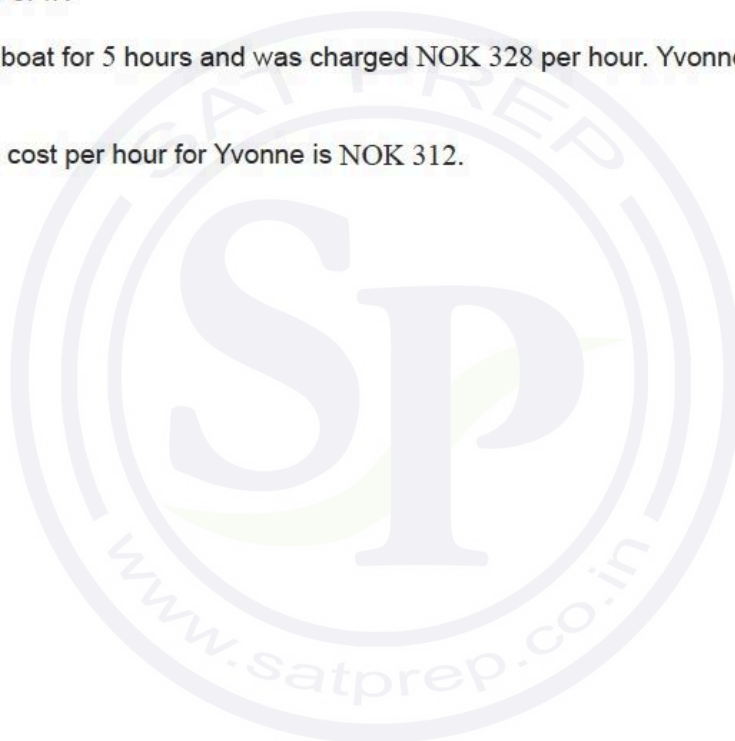 boat for 5 hours and was charged NOK 328 per hour. Yvonne
cost per hour for Yvonne is NOK 312.
SAT PREP
SP
www.satprep.co.in